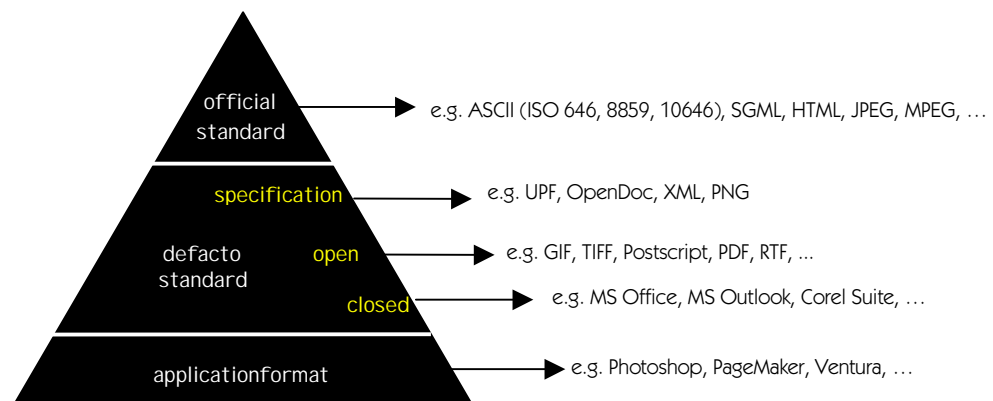 official
standard
e.g. ASCII (ISO 646, 8859, 10646), SGML, HTML, JPEG, MPEG, …
specification
e.g. UPF, OpenDoc, XML, PNG
defacto
standard
open
e.g. GIF, TIFF, Postscript, PDF, RTF, ...
closed
e.g. MS Office, MS Outlook, Corel Suite, …
applicationformat
e.g. Photoshop, PageMaker, Ventura, …